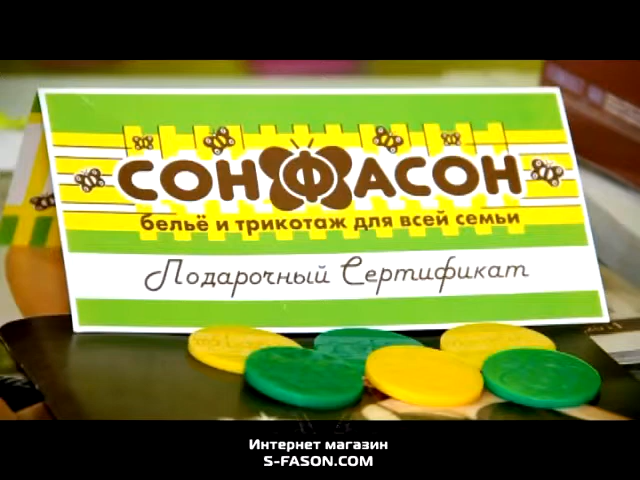 СОНФАСОН
бельё и трикотаж для всей семьи
Подарочный Сертификат
Интернет магазин
S-FASON.COM